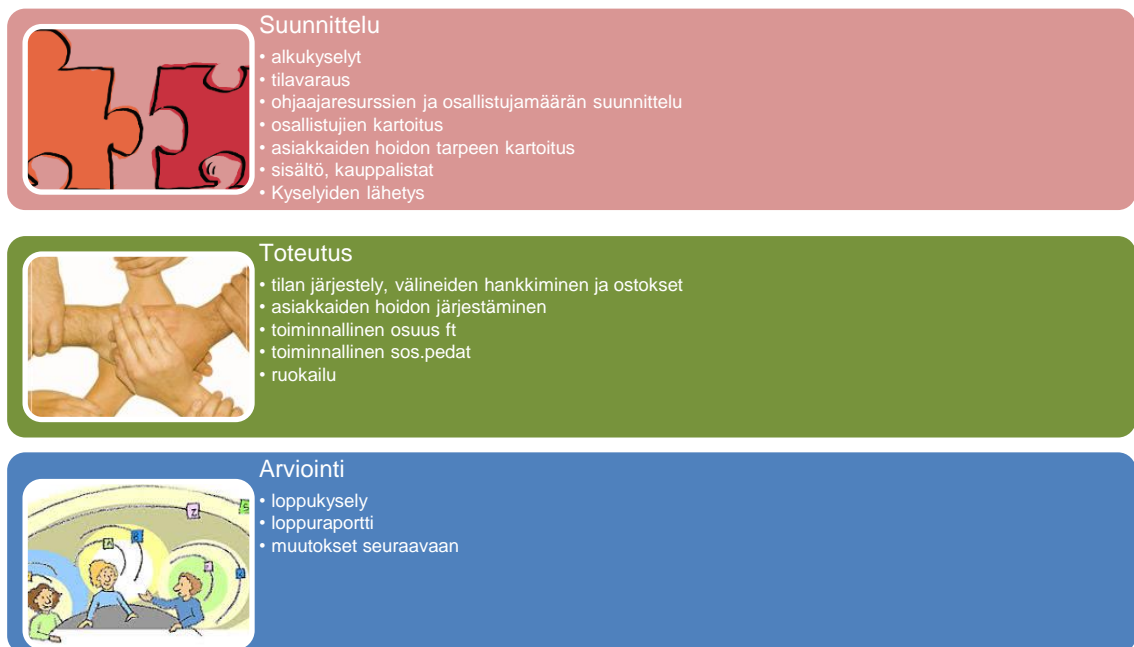 Suunnittelu
• alkukyselyt
• tilavaraus
• ohjaajaresurssien ja osallistujamäärän suunnittelu
• osallistujien kartoitus
• asiakkaiden hoidon tarpeen kartoitus
• sisältö, kauppalistat
• Kyselyiden lähetys
Toteutus
• tilan järjestely, välineiden hankkiminen ja ostokset
• asiakkaiden hoidon järjestäminen
• toiminnallinen osuus ft
• toiminnallinen sos.pedat
• ruokailu
Arviointi
• loppukysely
• loppuraportti
• muutokset seuraavaan